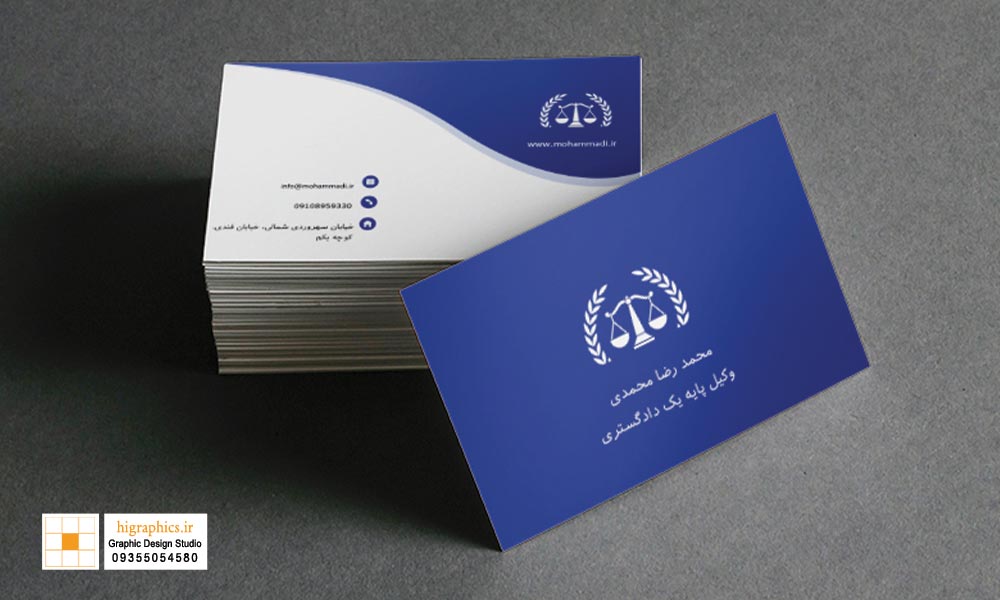 www.mohammadi.ir
info@mohammadi.ir
09108959330
خیابان سهروردی شمالی، خیابان قندی،
کوچه یکم
محمد رضا محمدی
وکیل پایه یک دادگستری
higraphics.ir
Graphic Design Studio
09355054580